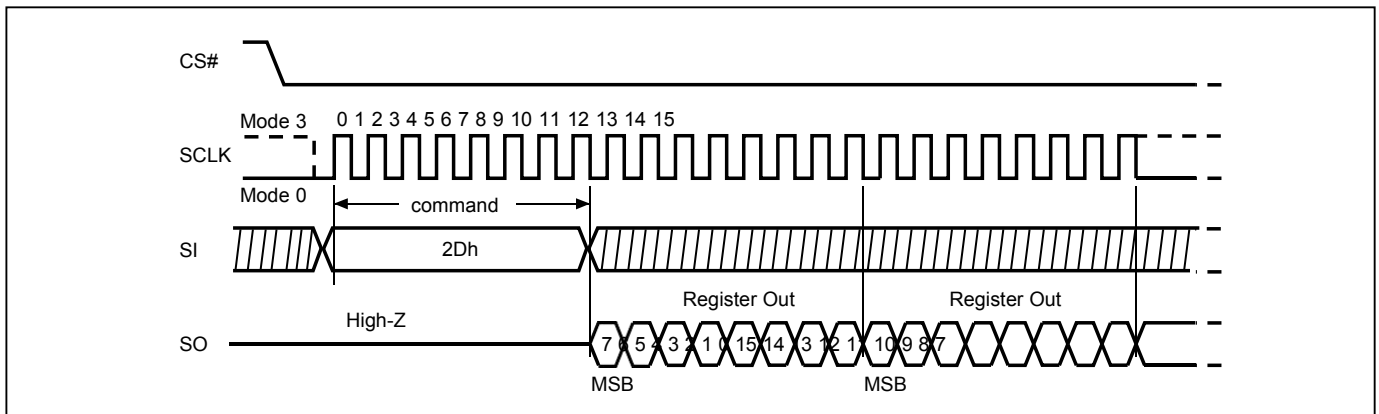 CS#
Mode 3 0 1 2 3 4 5 6 7 8 9 10 11 12 13 14 15
SCLK
Mode 0
command
SI 2Dh
Register Out Register Out
High-Z
SO 7 6 5 4 3 2 1 0 15 14 13 12 11 10 9 8 7
MSB MSB